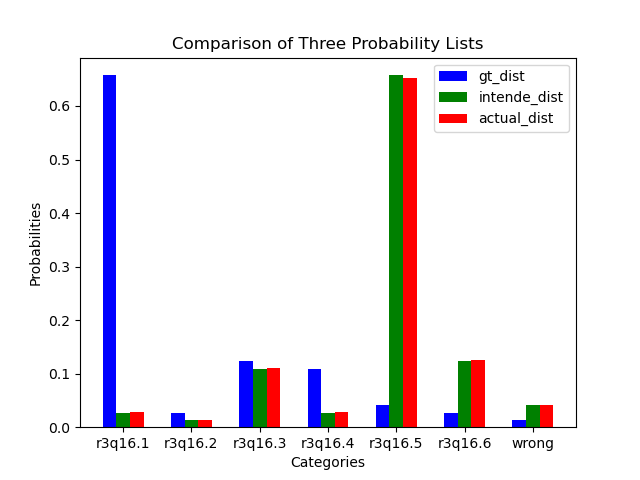 Comparison of Three Probability Lists
gt_dist
intende_dist
actual_dist
Probabilities
0.6
0.5
0.4
0.3
0.2
0.1
0.0
r3q16.1 r3q16.2 r3q16.3 r3q16.4 r3q16.5 r3q16.6 wrong
Categories